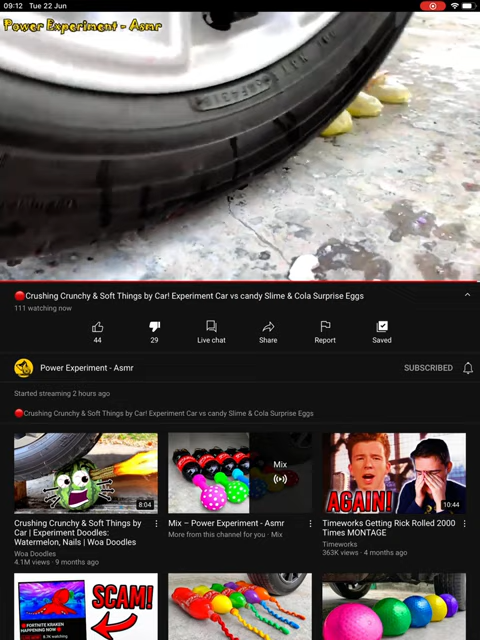 09:12 Tue 22 Jun
Power Experiment - Asmr
🔴Crushing Crunchy & Soft Things by Car! Experiment Car vs candy Slime & Cola Surprise Eggs
111 watching now
44 29 Live chat Share Report Saved
Power Experiment - Asmr SUBSCRIBED
Started streaming 2 hours ago
🔴Crushing Crunchy & Soft Things by Car! Experiment Car vs candy Slime & Cola Surprise Eggs
8:04
Crushing Crunchy & Soft Things by
Car | Experiment Doodles:
Watermelon, Nails | Woa Doodles
Woa Doodles
4.1M views · 9 months ago
Mix
Mix – Power Experiment - Asmr
More from this channel for you · Mix
AGAIN!
10:44
Timeworks Getting Rick Rolled 2000
Times MONTAGE
Timeworks
363K views · 4 months ago
🔴FORTNITE KRAKEN
HAPPENING NOW🔴
SCAM!